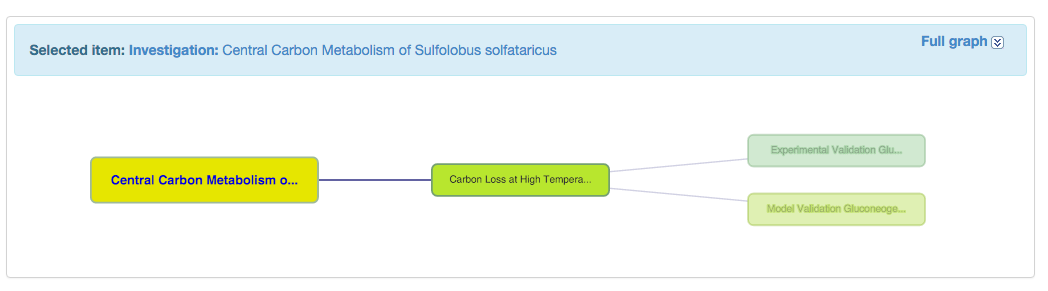 Selected item: Investigation: Central Carbon Metabolism of Sulfolobus solfataricus
Full graph
Central Carbon Metabolism o...
Carbon Loss at High Tempera...
Experimental Validation Glu...
Model Validation Gluconeoge...